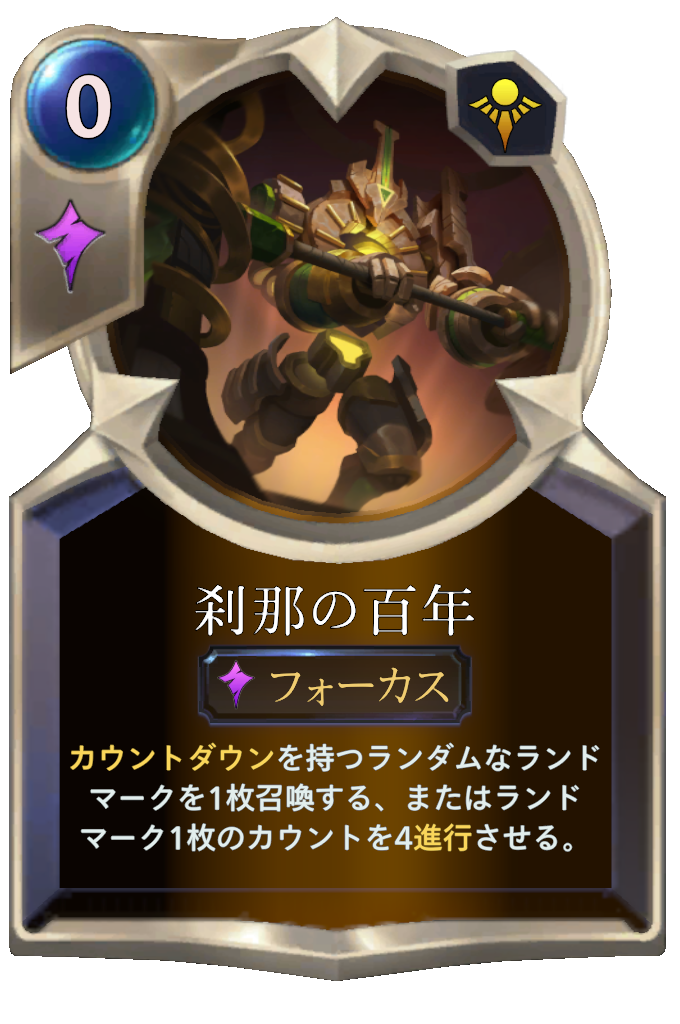 0
刹那の百年
フォーカス
カウントダウンを持つランダムなランド
マークを1枚召喚する、またはランド
マーク1枚のカウントを4進行させる。